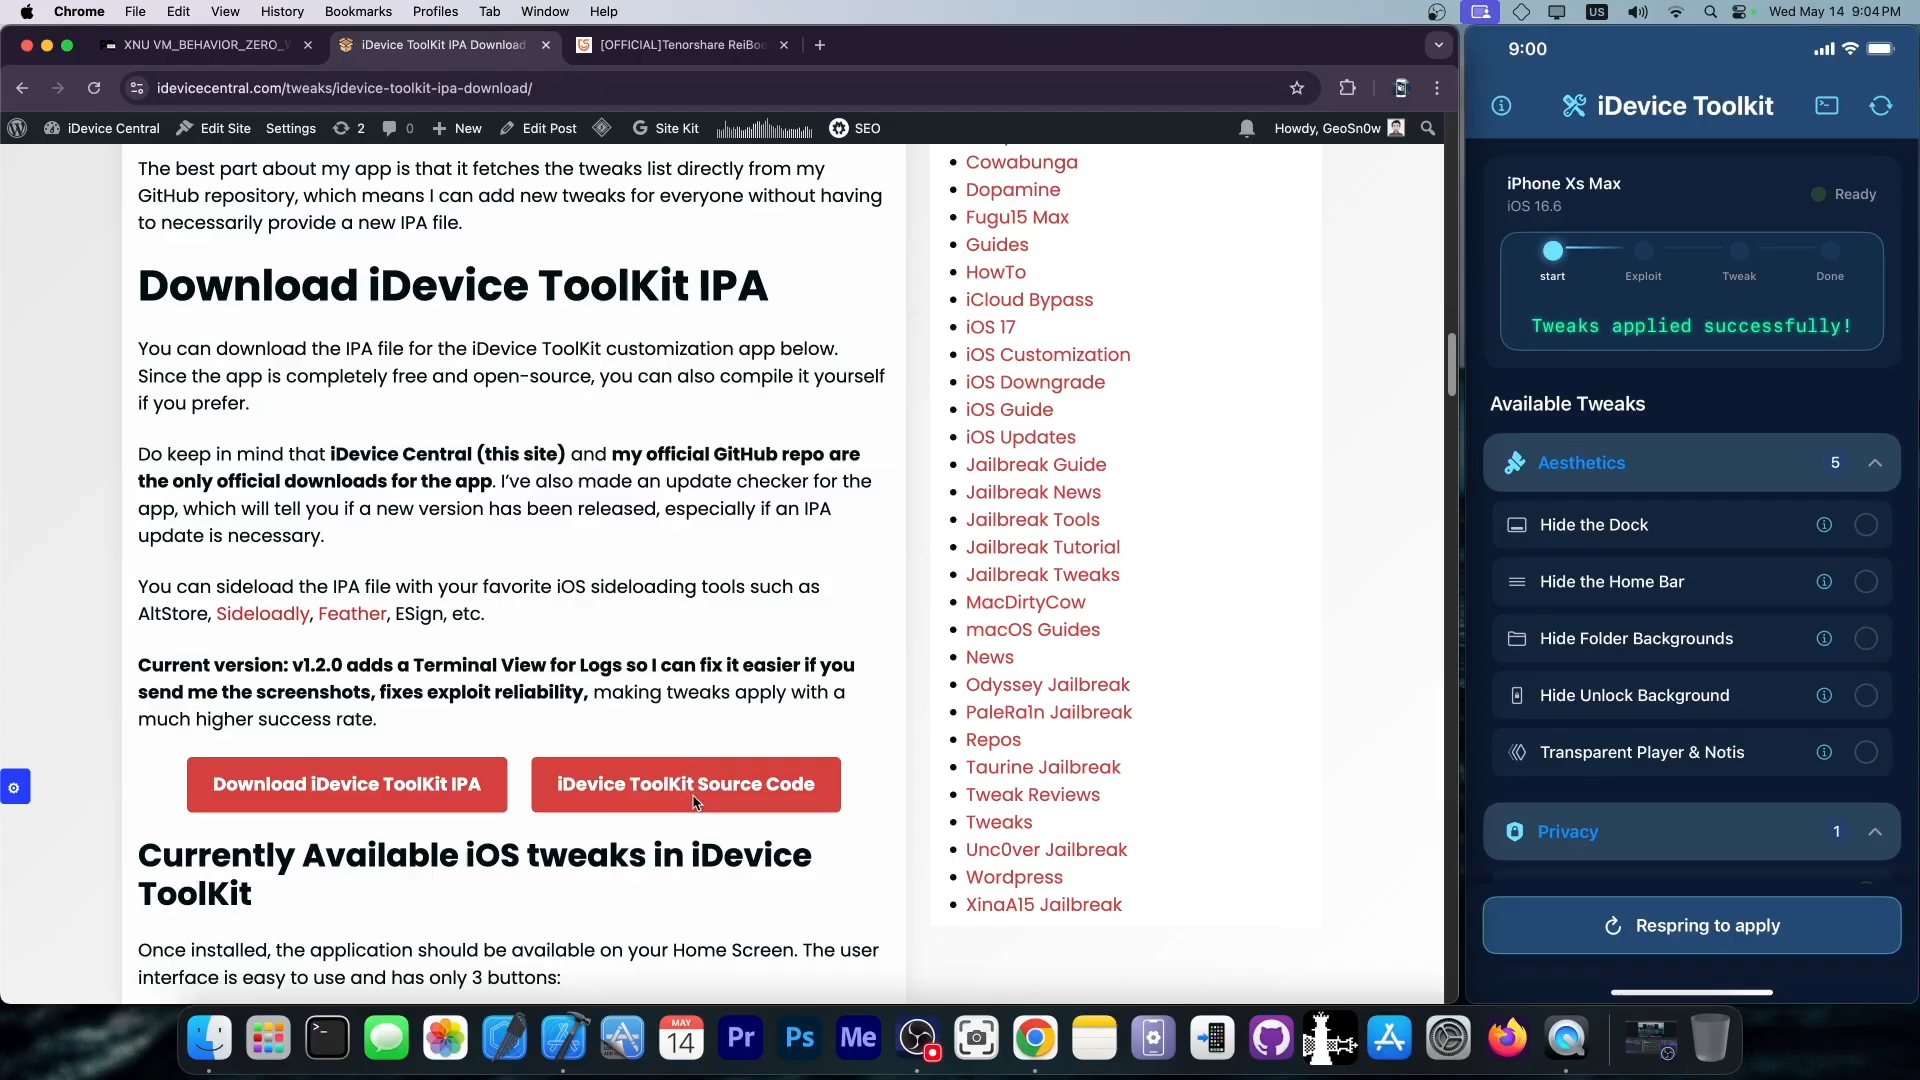 Chrome File Edit View History Bookmarks Profiles Tab Window Help
US Wed May 14 9:04 PM
XNU VM_BEHAVIOR_ZERO_
iDevice ToolKit IPA Download
[OFFICIAL]Tenorshare ReiBoo
idevicecentral.com/tweaks/idevice-toolkit-ipa-download/
iDevice Central Edit Site Settings 2 0 New Edit Post Site Kit SEO Howdy, GeoSn0w
The best part about my app is that it fetches the tweaks list directly from my
GitHub repository, which means I can add new tweaks for everyone without having
to necessarily provide a new IPA file.
Download iDevice ToolKit IPA
You can download the IPA file for the iDevice ToolKit customization app below.
Since the app is completely free and open-source, you can also compile it yourself
if you prefer.
Do keep in mind that iDevice Central (this site) and my official GitHub repo are
the only official downloads for the app. I've also made an update checker for the
app, which will tell you if a new version has been released, especially if an IPA
update is necessary.
You can sideload the IPA file with your favorite iOS sideloading tools such as
AltStore, Sideloadly, Feather, ESign, etc.
Current version: v1.2.0 adds a Terminal View for Logs so I can fix it easier if you
send me the screenshots, fixes exploit reliability, making tweaks apply with a
much higher success rate.
Download iDevice ToolKit IPA
iDevice ToolKit Source Code
Currently Available iOS tweaks in iDevice
ToolKit
Once installed, the application should be available on your Home Screen. The user
interface is easy to use and has only 3 buttons:
Cowabunga
Dopamine
Fugu15 Max
Guides
HowTo
iCloud Bypass
iOS 17
iOS Customization
iOS Downgrade
iOS Guide
iOS Updates
Jailbreak Guide
Jailbreak News
Jailbreak Tools
Jailbreak Tutorial
Jailbreak Tweaks
MacDirtyCow
macOS Guides
News
Odyssey Jailbreak
PaleRa1n Jailbreak
Repos
Taurine Jailbreak
Tweak Reviews
Tweaks
Unc0ver Jailbreak
Wordpress
XinaA15 Jailbreak
9:00
iDevice Toolkit
iPhone Xs Max
iOS 16.6
Ready
start Exploit Tweak Done
Tweaks applied successfully!
Available Tweaks
Aesthetics 5
Hide the Dock
Hide the Home Bar
Hide Folder Backgrounds
Hide Unlock Background
Transparent Player & Notis
Privacy 1
Respring to apply
MAY
14
Pr
Ps
Me